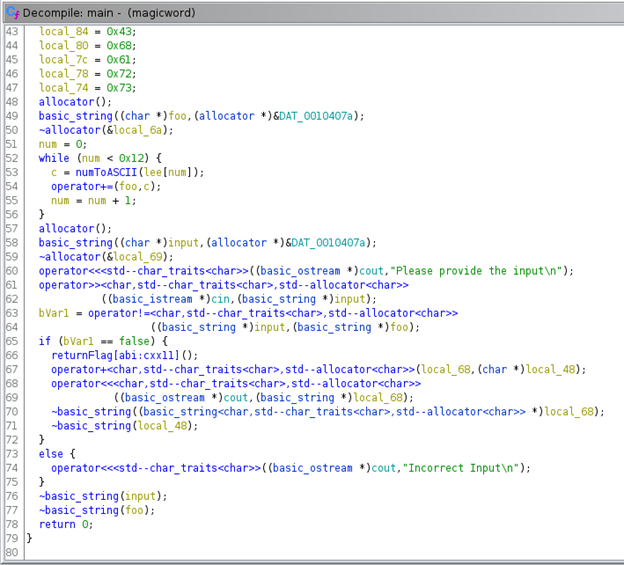 Decompile: main - (magicword)
43 local_84 = 0x43;
44 local_80 = 0x68;
45 local_7c = 0x61;
46 local_78 = 0x72;
47 local_74 = 0x73;
48 allocator();
49 basic_string((char *)foo,(allocator *)&DAT_0010407a);
50 ~allocator(&local_6a);
51 num = 0;
52 while (num < 0x12) {
53 c = numToASCII(lee[num]);
54 operator+=(foo,c);
55 num = num + 1;
56 }
57 allocator();
58 basic_string((char *)input,(allocator *)&DAT_0010407a);
59 ~allocator(&local_69);
60 operator<<<std--char_traits<char>>((basic_ostream *)cout,"Please provide the input\n");
61 operator>><char,std--char_traits<char>,std--allocator<char>>
62 ((basic_istream *)cin,(basic_string *)input);
63 bVar1 = operator!=<char,std--char_traits<char>,std--allocator<char>>
64 ((basic_string *)input,(basic_string *)foo);
65 if (bVar1 == false) {
66 returnFlag[abi:cxx11]();
67 operator+<char,std--char_traits<char>,std--allocator<char>>(local_68,(char *)local_48);
68 operator<<<char,std--char_traits<char>,std--allocator<char>>
69 ((basic_ostream *)cout,(basic_string *)local_68);
70 ~basic_string((basic_string<char,std--char_traits<char>,std--allocator<char>> *)local_68);
71 ~basic_string(local_48);
72 }
73 else {
74 operator<<<std--char_traits<char>>((basic_ostream *)cout,"Incorrect Input\n");
75 }
76 ~basic_string(input);
77 ~basic_string(foo);
78 return 0;
79 }
80